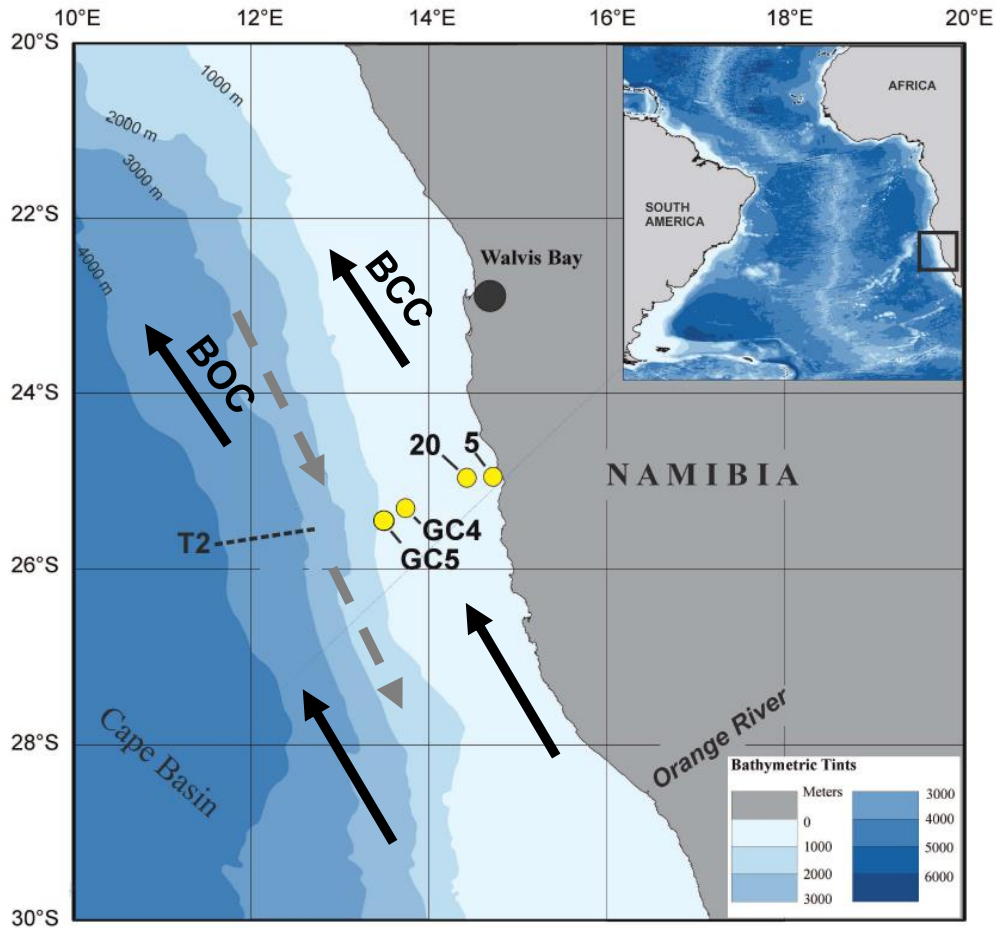 10°E
12°E
14°E
16°E
18°E
20°E
20°S
22°S
24°S
26°S
28°S
30°S
1000 m
2000 m
3000 m
4000 m
AFRICA
SOUTH
AMERICA
Walvis Bay
BCC
BOC
20
5
NAMIBIA
GC4
GC5
T2
Cape Basin
Orange River
Bathymetric Tints
Meters
0
1000
2000
3000
3000
4000
5000
6000